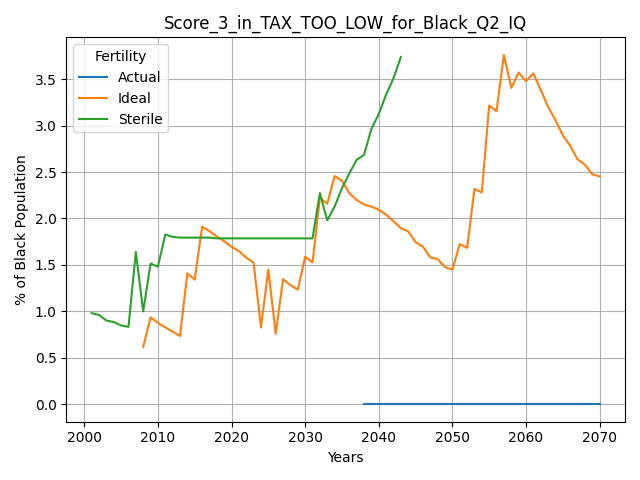 Score_3_in_TAX_TOO_LOW_for_Black_Q2_IQ
Fertility
Actual
Ideal
Sterile
% of Black Population
3.5
3.0
2.5
2.0
1.5
1.0
0.5
0.0
2000 2010 2020 2030 2040 2050 2060 2070
Years